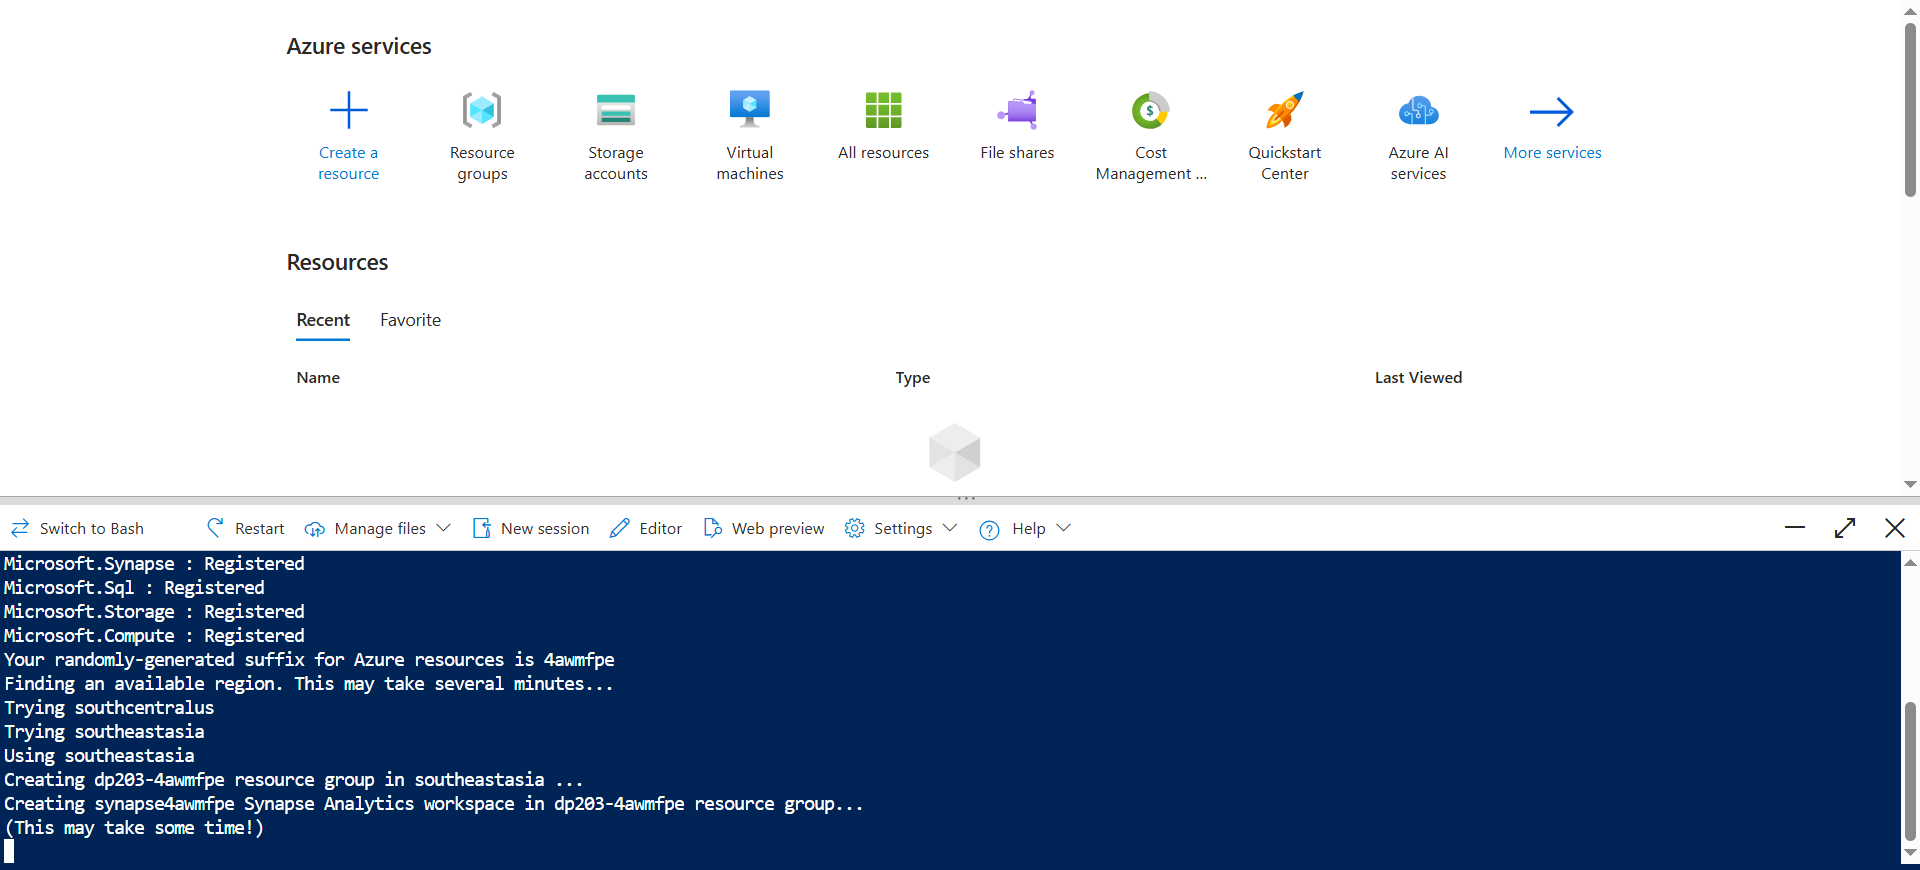 Azure services
Create a resource
Resource groups
Storage accounts
Virtual machines
All resources
File shares
Cost Management ...
Quickstart Center
Azure AI services
More services
Resources
Recent Favorite
Name Type Last Viewed
Switch to Bash Restart Manage files New session Editor Web preview Settings Help
Microsoft.Synapse : Registered
Microsoft.Sql : Registered
Microsoft.Storage : Registered
Microsoft.Compute : Registered
Your randomly-generated suffix for Azure resources is 4awmfpe
Finding an available region. This may take several minutes...
Trying southcentralus
Trying southeastasia
Using southeastasia
Creating dp203-4awmfpe resource group in southeastasia ...
Creating synapse4awmfpe Synapse Analytics workspace in dp203-4awmfpe resource group...
(This may take some time!)